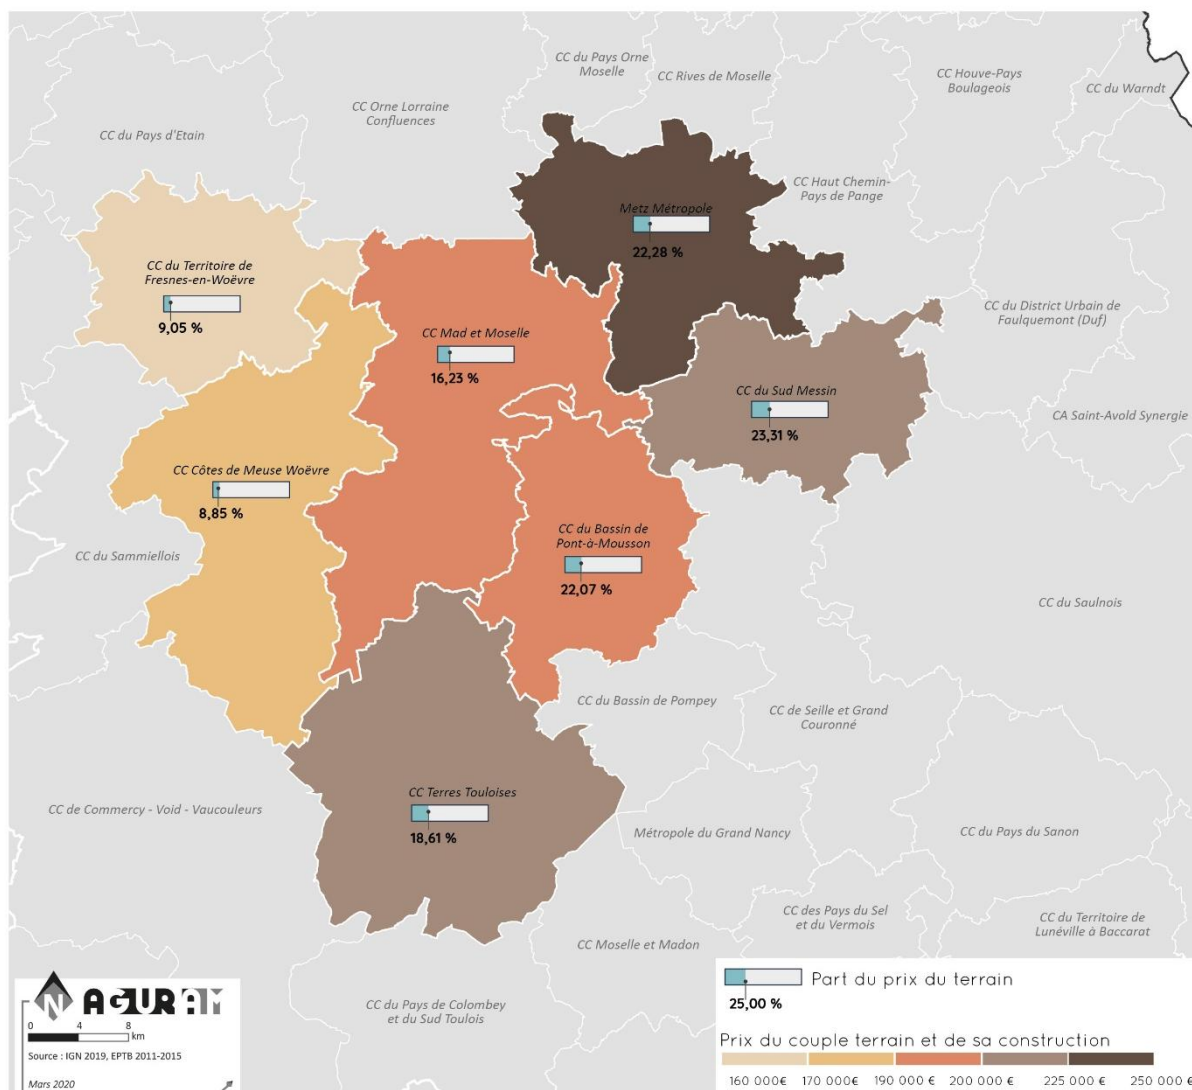 CC du Pays Orne
Moselle
CC Rives de Moselle
CC Houve-Pays
Boulageois
CC du Warndt
CC Orne Lorraine
Confluences
CC du Pays d'Etain
CC Haut Chemin-
Pays de Pange
Metz Métropole
22,28 %
CC du Territoire de
Fresnes-en-Woëvre
9,05 %
CC du District Urbain de
Faulquemont (Duf)
CC Mad et Moselle
16,23 %
CC du Sud Messin
23,31 %
CA Saint-Avold Synergie
CC Côtes de Meuse Woëvre
8,85 %
CC du Bassin de
Pont-à-Mousson
22,07 %
CC du Sammiellois
CC du Saulnois
CC du Bassin de Pompey
CC de Seille et Grand
Couronné
CC de Commercy - Void - Vaucouleurs
CC Terres Touloises
18,61 %
Métropole du Grand Nancy
CC du Pays du Sanon
CC des Pays du Sel
et du Vermois
CC du Territoire de
Lunéville à Baccarat
CC Moselle et Madon
CC du Pays de Colombey
et du Sud Toulois
N AGURAM
0 4 8
km
Source : IGN 2019, EPTB 2011-2015
Mars 2020
Part du prix du terrain
25,00 %
Prix du couple terrain et de sa construction
160 000€ 170 000€ 190 000 € 200 000 € 225 000 € 250 000 €